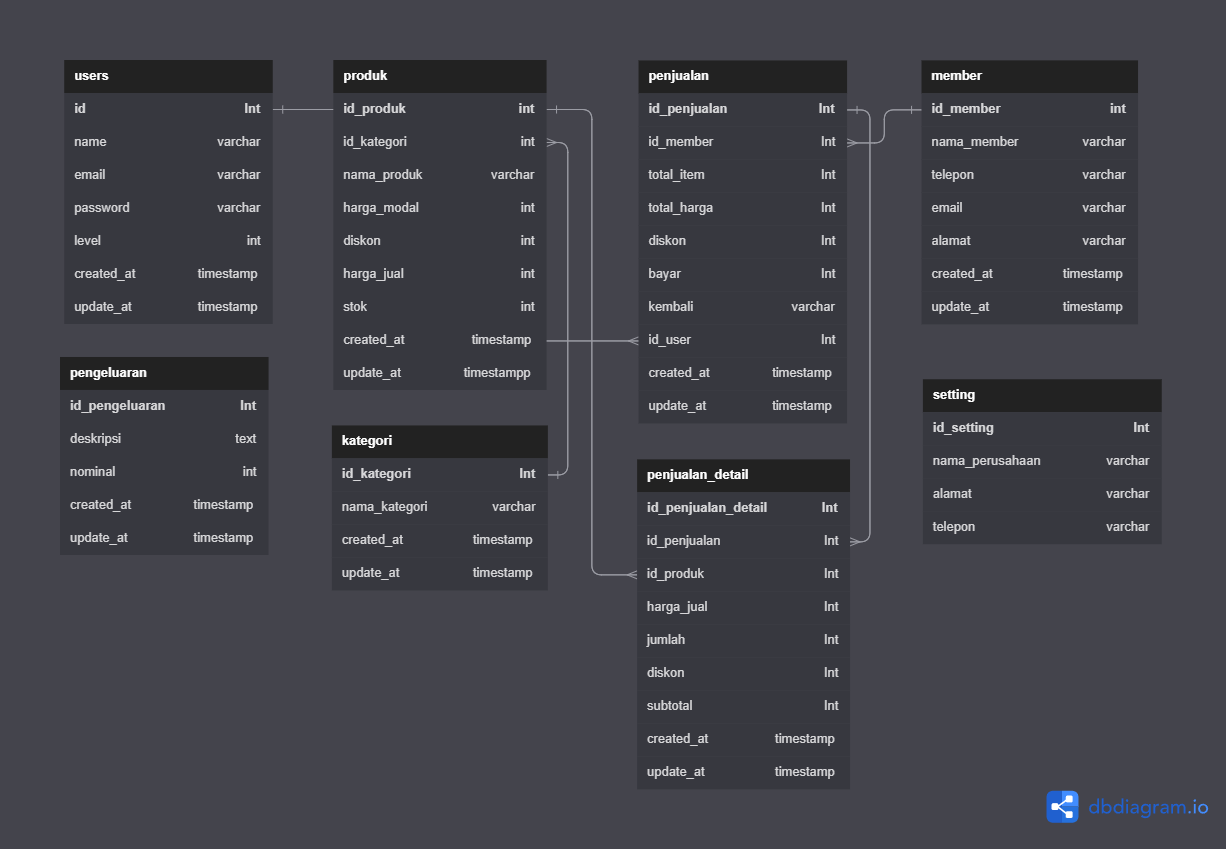 users
id Int
name varchar
email varchar
password varchar
level int
created_at timestamp
update_at timestamp
produk
id_produk int
id_kategori int
nama_produk varchar
harga_modal int
diskon int
harga_jual int
stok int
created_at timestamp
update_at timestampp
penjualan
id_penjualan Int
id_member Int
total_item Int
total_harga Int
diskon Int
bayar Int
kembali varchar
id_user Int
created_at timestamp
update_at timestamp
member
id_member int
nama_member varchar
telepon varchar
email varchar
alamat varchar
created_at timestamp
update_at timestamp
pengeluaran
id_pengeluaran Int
deskripsi text
nominal int
created_at timestamp
update_at timestamp
kategori
id_kategori Int
nama_kategori varchar
created_at timestamp
update_at timestamp
penjualan_detail
id_penjualan_detail Int
id_penjualan Int
id_produk Int
harga_jual Int
jumlah Int
diskon Int
subtotal Int
created_at timestamp
update_at timestamp
setting
id_setting Int
nama_perusahaan varchar
alamat varchar
telepon varchar
dbdiagram.io